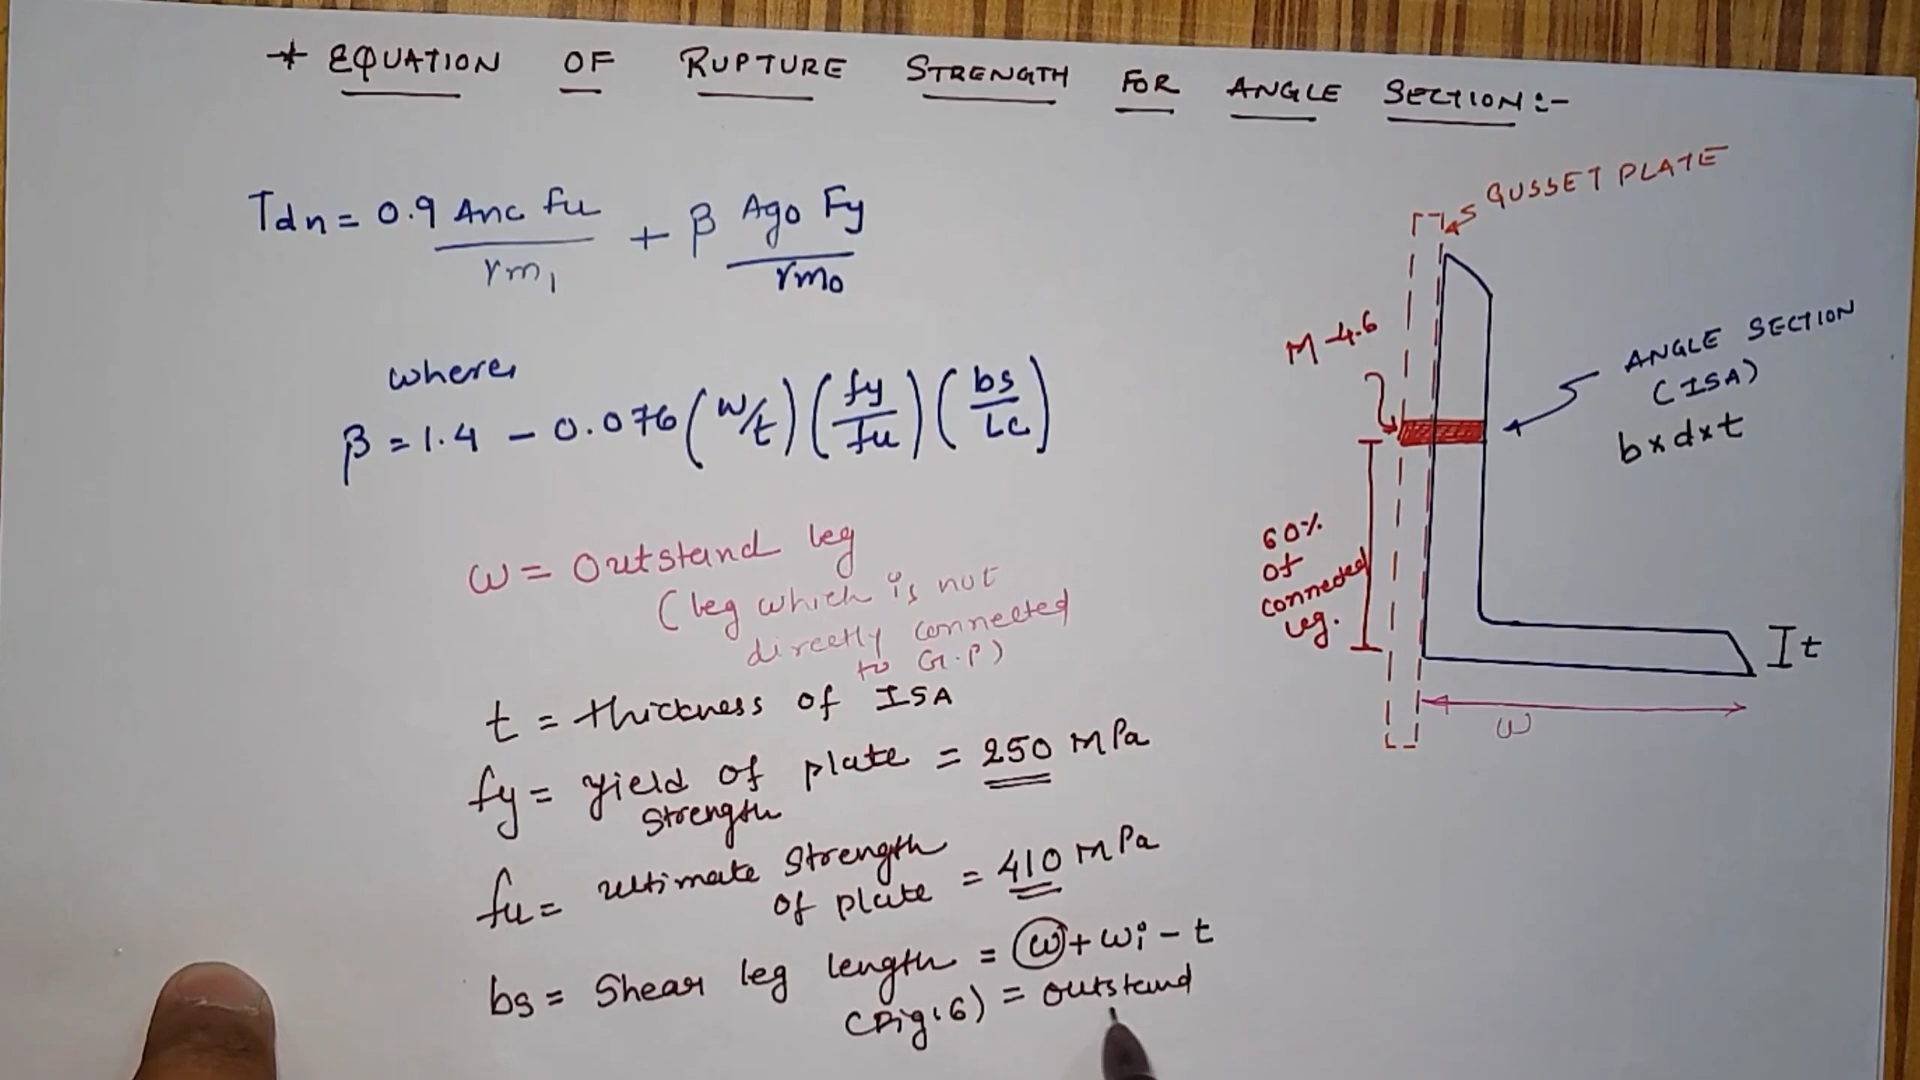 * EQUATION OF RUPTURE STRENGTH FOR ANGLE SECTION :-
Tdn = 0.9 Anc fu / γm1 + β Ago Fy / γm0
where,
β = 1.4 - 0.076 (w/t) (fy/fu) (bs/Lc)
w = Outstand leg
(leg which is not
directly connected
to G.P)
t = thickness of ISA
fy = yield of plate = 250 MPa
strength
fu = ultimate strength
of plate = 410 MPa
bs = Shear leg length = w + wi - t
(Fig. 6) = outstand
GUSSET PLATE
M-4.6
ANGLE SECTION
(ISA)
b x d x t
60%
of
connected
leg.
t
w